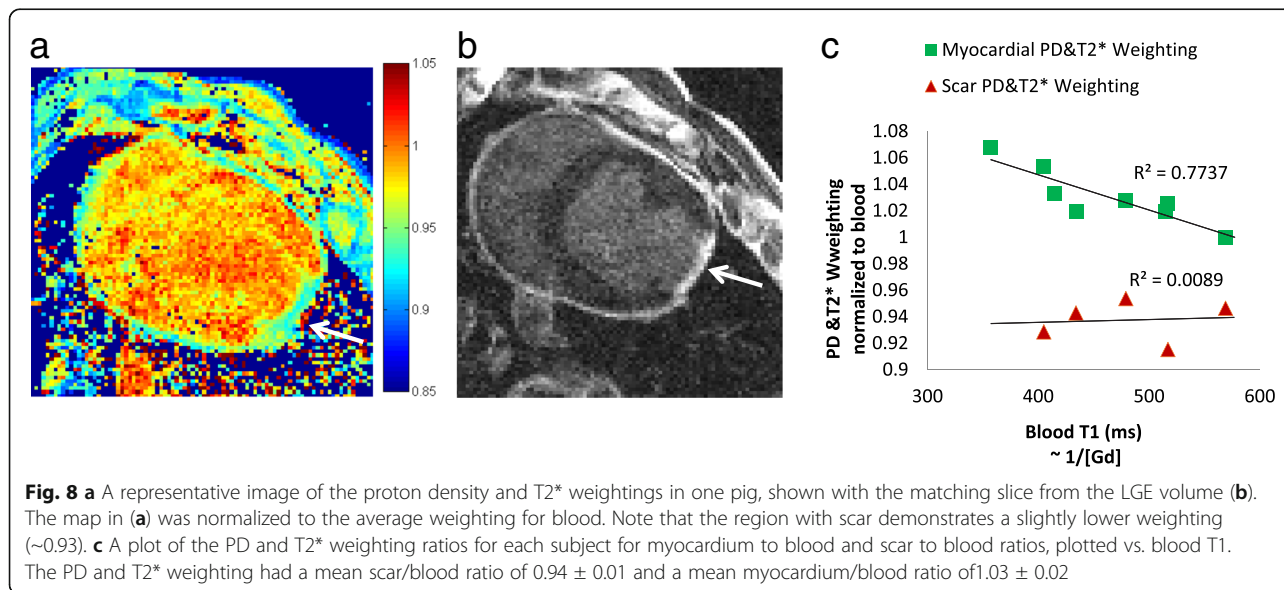 a
b
c
1.05
1
0.95
0.9
0.85
Myocardial PD&T2* Weighting
Scar PD&T2* Weighting
PD &T2* Wweighting
normalized to blood
1.08
1.06
1.04
1.02
1
0.98
0.96
0.94
0.92
0.9
R² = 0.7737
R² = 0.0089
300
400
500
600
Blood T1 (ms)
~ 1/[Gd]
Fig. 8 a A representative image of the proton density and T2* weightings in one pig, shown with the matching slice from the LGE volume (b).
The map in (a) was normalized to the average weighting for blood. Note that the region with scar demonstrates a slightly lower weighting
(~0.93). c A plot of the PD and T2* weighting ratios for each subject for myocardium to blood and scar to blood ratios, plotted vs. blood T1.
The PD and T2* weighting had a mean scar/blood ratio of 0.94 ± 0.01 and a mean myocardium/blood ratio of1.03 ± 0.02